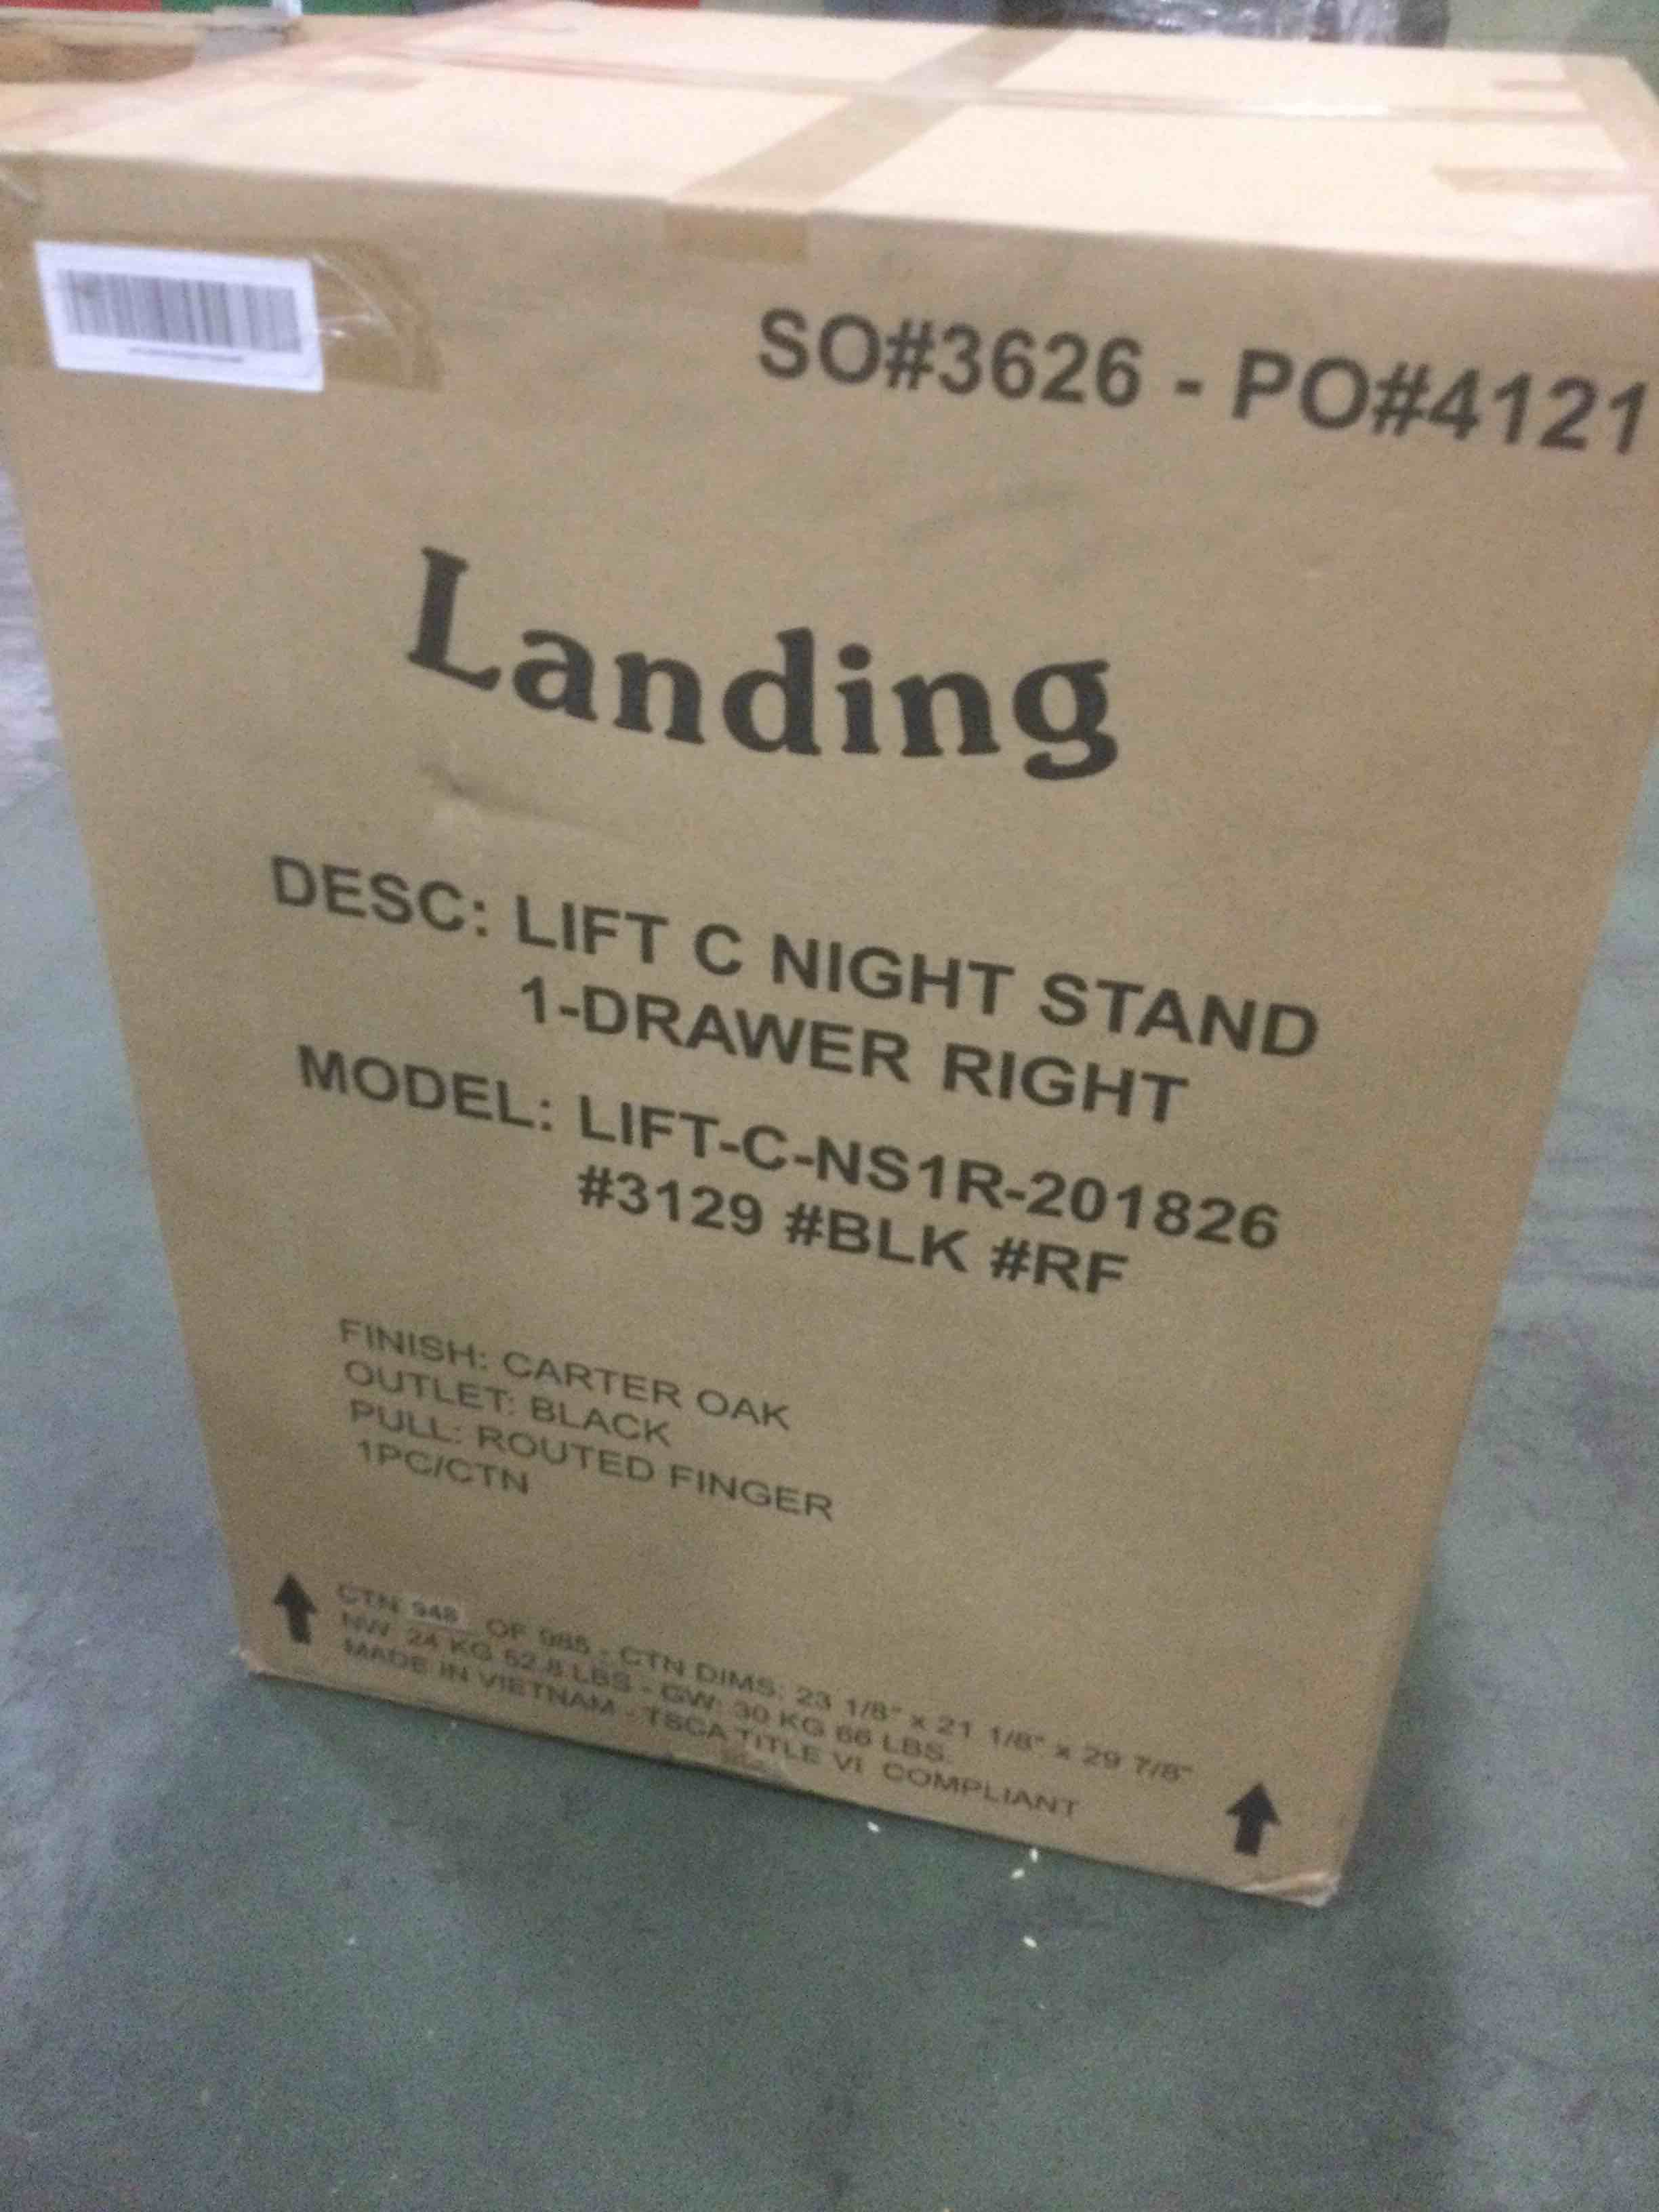 SO#3626 - PO#4121
Landing
DESC: LIFT C NIGHT STAND
1-DRAWER RIGHT
MODEL: LIFT-C-NS1R-201826
#3129 #BLK #RF
FINISH: CARTER OAK
OUTLET: BLACK
PULL: ROUTED FINGER
1PC/CTN
CTN 948 OF 985 - CTN DIMS: 23 1/8" x 21 1/8" x 29 7/8"
NW: 24 KG 52.8 LBS - GW: 30 KG 66 LBS.
MADE IN VIETNAM - TSCA TITLE VI COMPLIANT